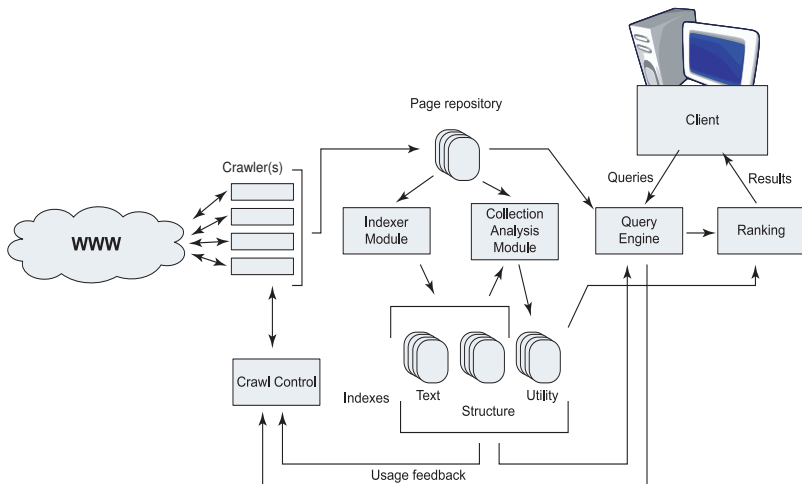 Page repository
Client
Crawler(s)
Queries
Results
WWW
Indexer
Module
Collection
Analysis
Module
Query
Engine
Ranking
Crawl Control
Indexes
Text
Utility
Structure
Usage feedback